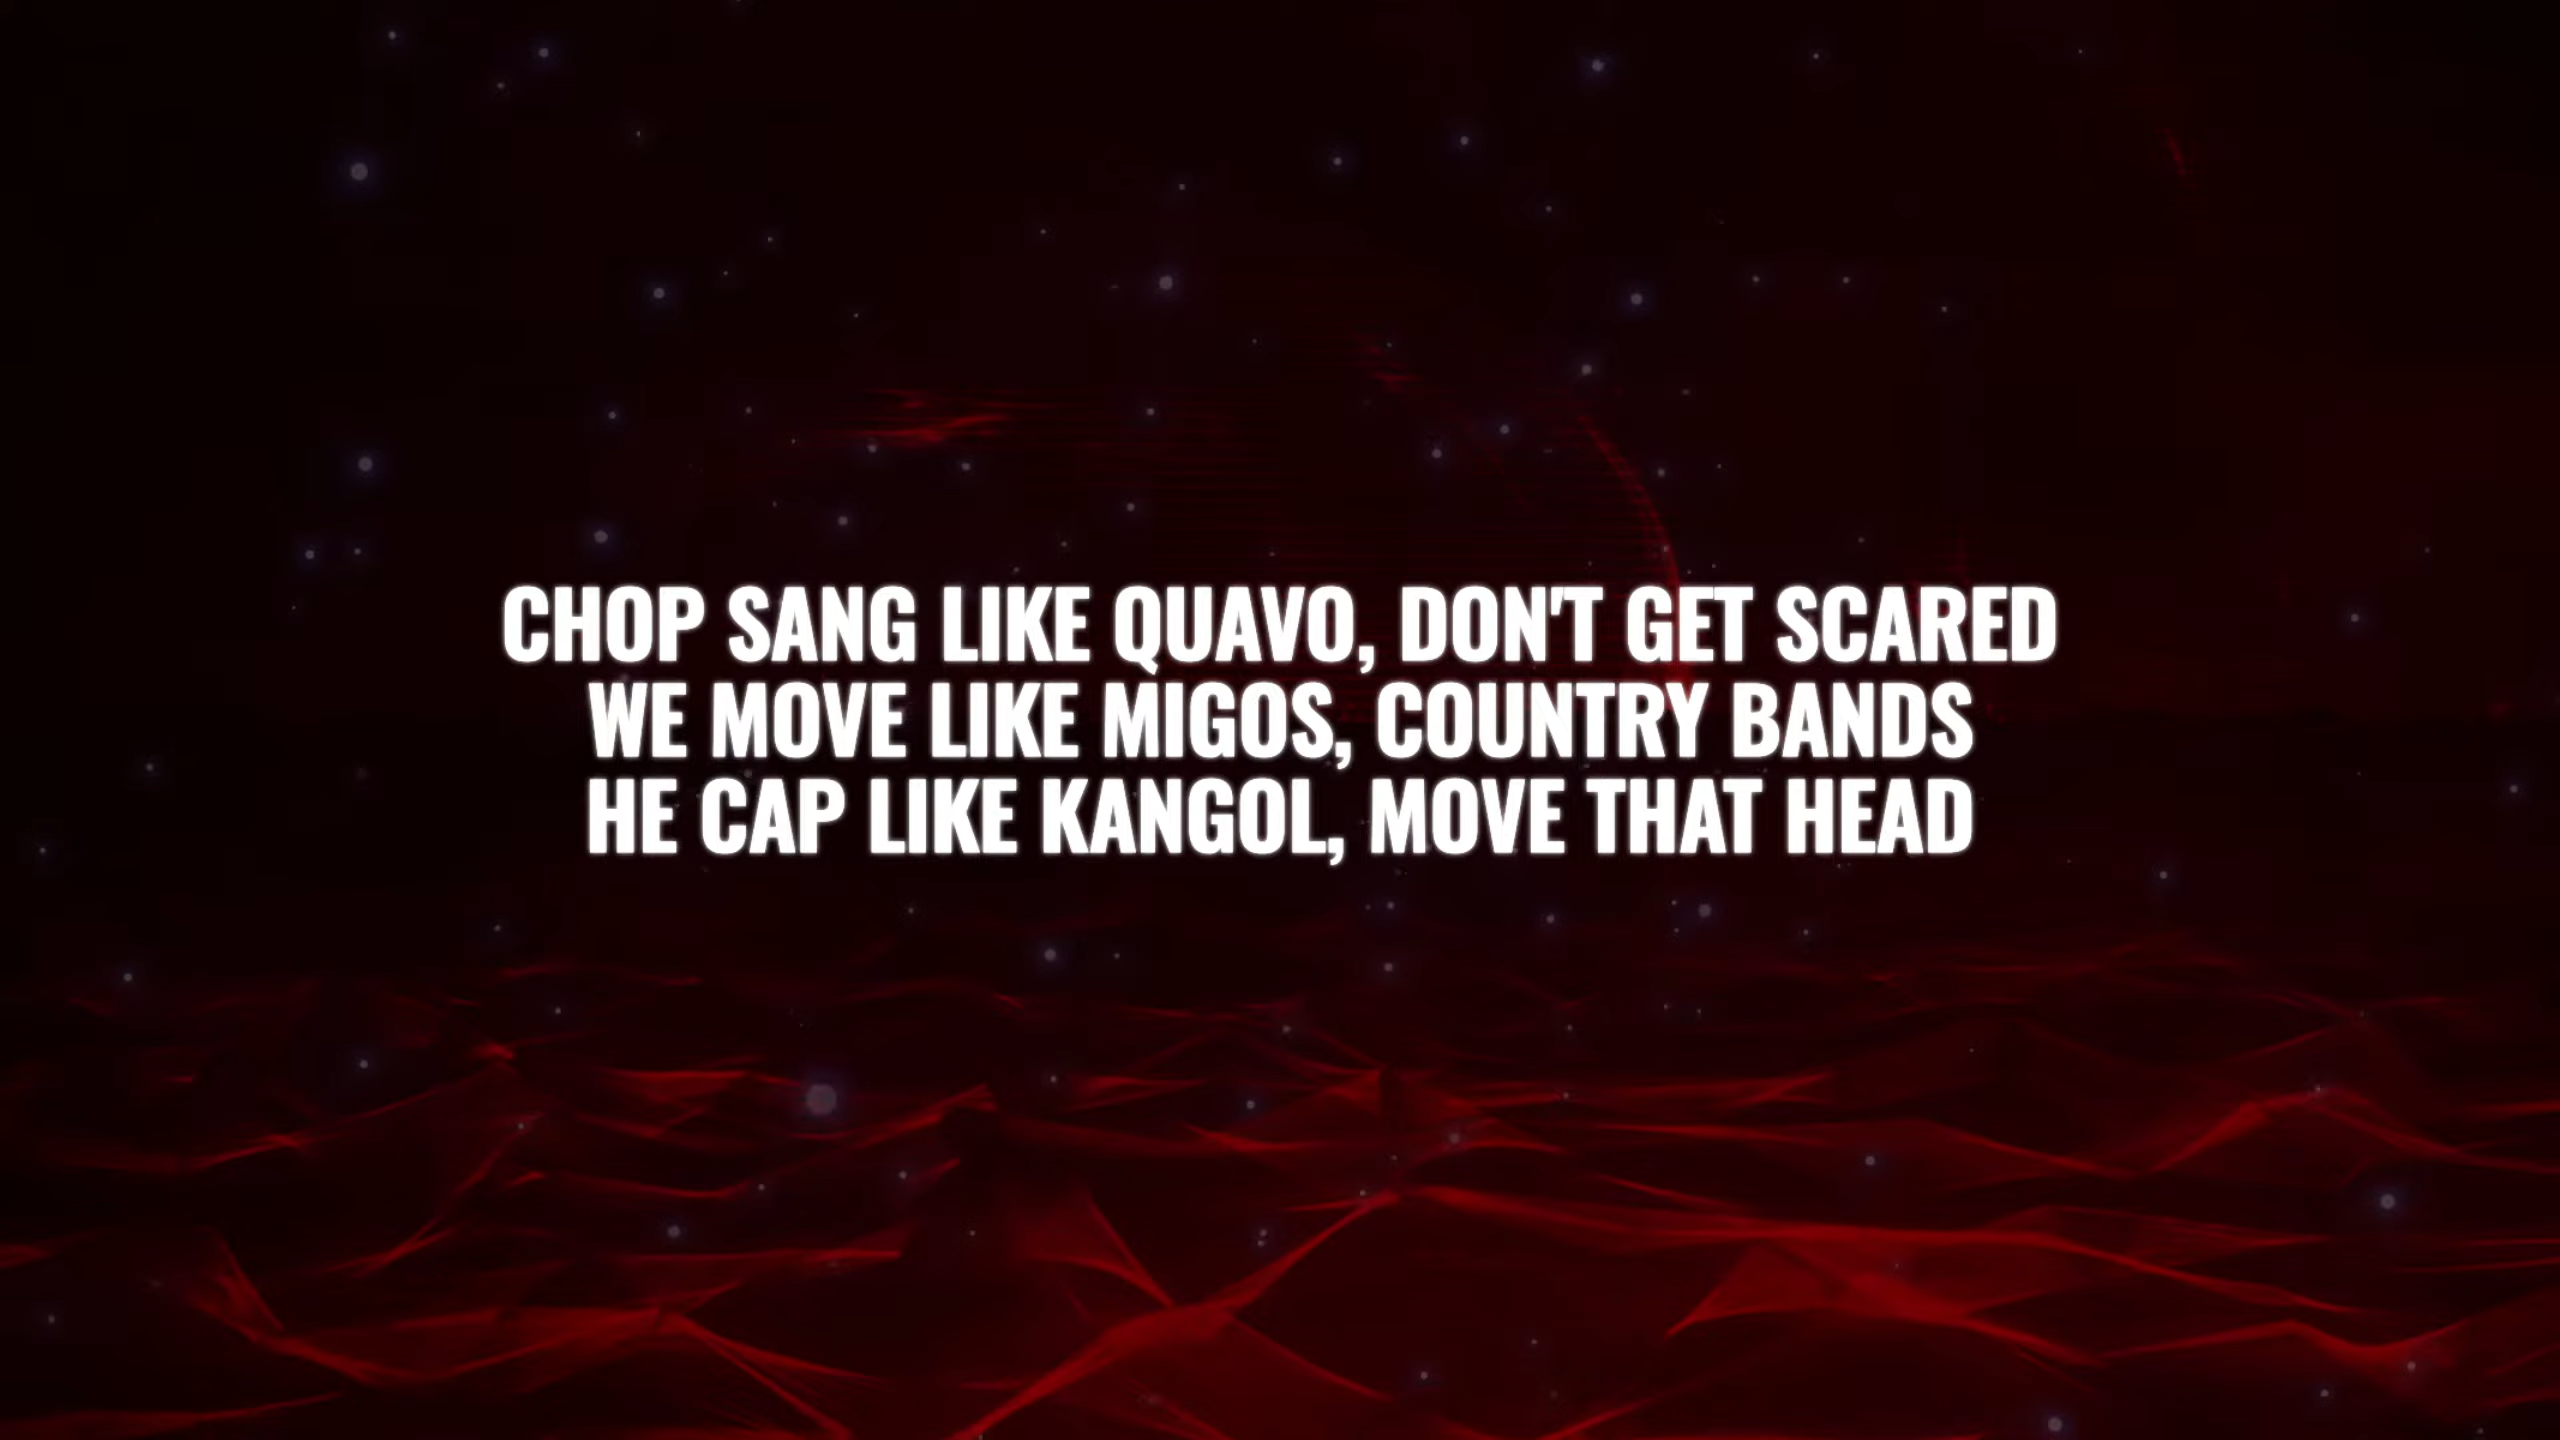 CHOP SANG LIKE QUAVO, DON'T GET SCARED
WE MOVE LIKE MIGOS, COUNTRY BANDS
HE CAP LIKE KANGOL, MOVE THAT HEAD